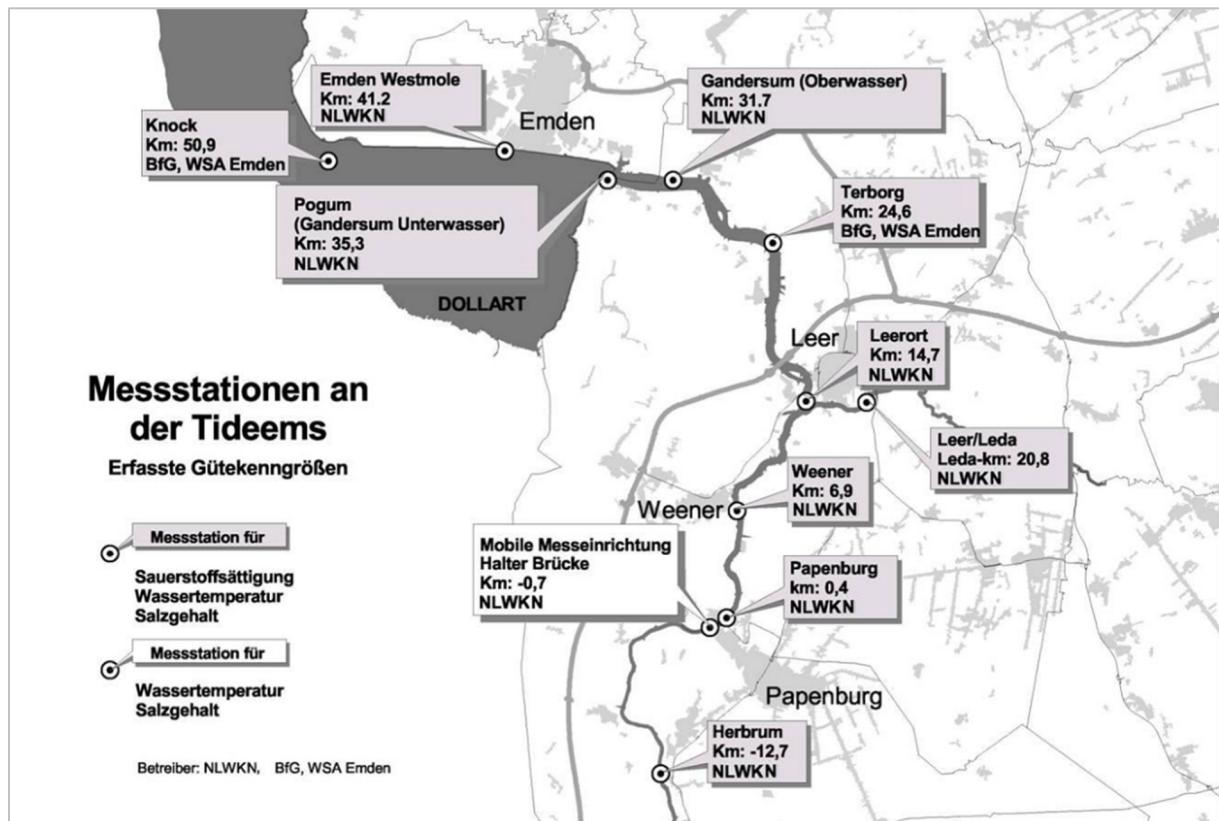 Emden Westmole
Km: 41.2
NLWKN
Gandersum (Oberwasser)
Km: 31.7
NLWKN
Knock
Km: 50,9
BfG, WSA Emden
Emden
Pogum
(Gandersum Unterwasser)
Km: 35,3
NLWKN
Terborg
Km: 24,6
BfG, WSA Emden
DOLLART
Leer
Leerort
Km: 14,7
NLWKN
Messstationen an
der Tideems
Erfasste Gütekenngrößen
Leer/Leda
Leda-km: 20,8
NLWKN
Weener
Km: 6,9
NLWKN
Weener
Mobile Messeinrichtung
Halter Brücke
Km: -0,7
NLWKN
Papenburg
km: 0,4
NLWKN
Messstation für
Sauerstoffsättigung
Wassertemperatur
Salzgehalt
Messstation für
Wassertemperatur
Salzgehalt
Papenburg
Herbrum
Km: -12,7
NLWKN
Betreiber: NLWKN, BfG, WSA Emden